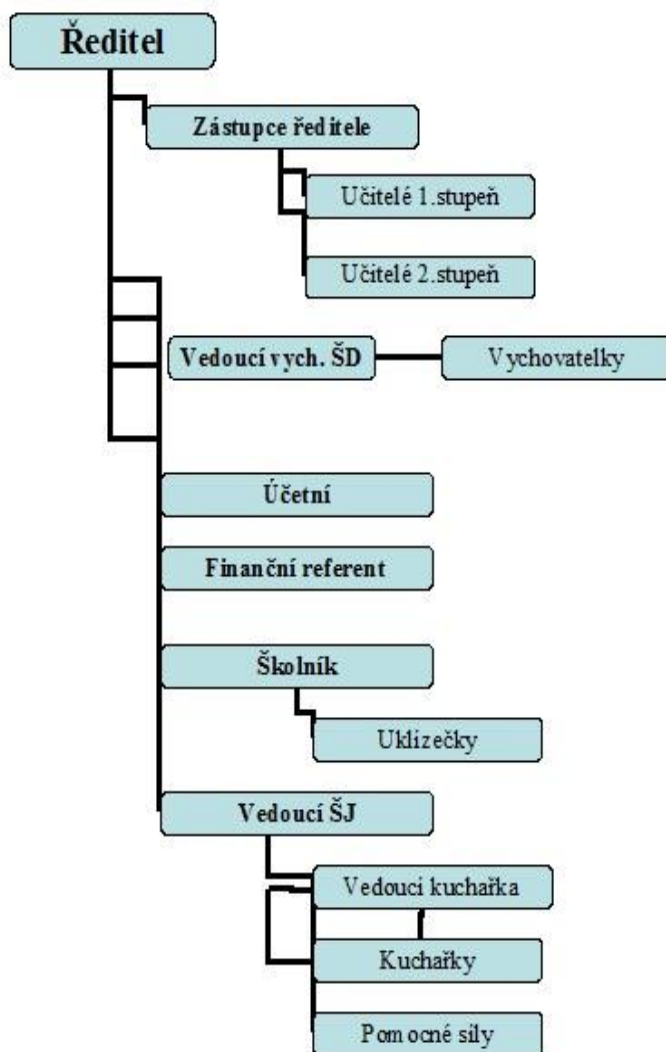 Ředitel
Zástupce ředitele
Učitelé 1.stupeň
Učitelé 2.stupeň
Vedoucí vych. ŠD
Vychovatelky
Účetní
Finanční referent
Školník
Uklízečky
Vedoucí ŠJ
Vedoucí kuchařka
Kuchařky
Pomocné síly